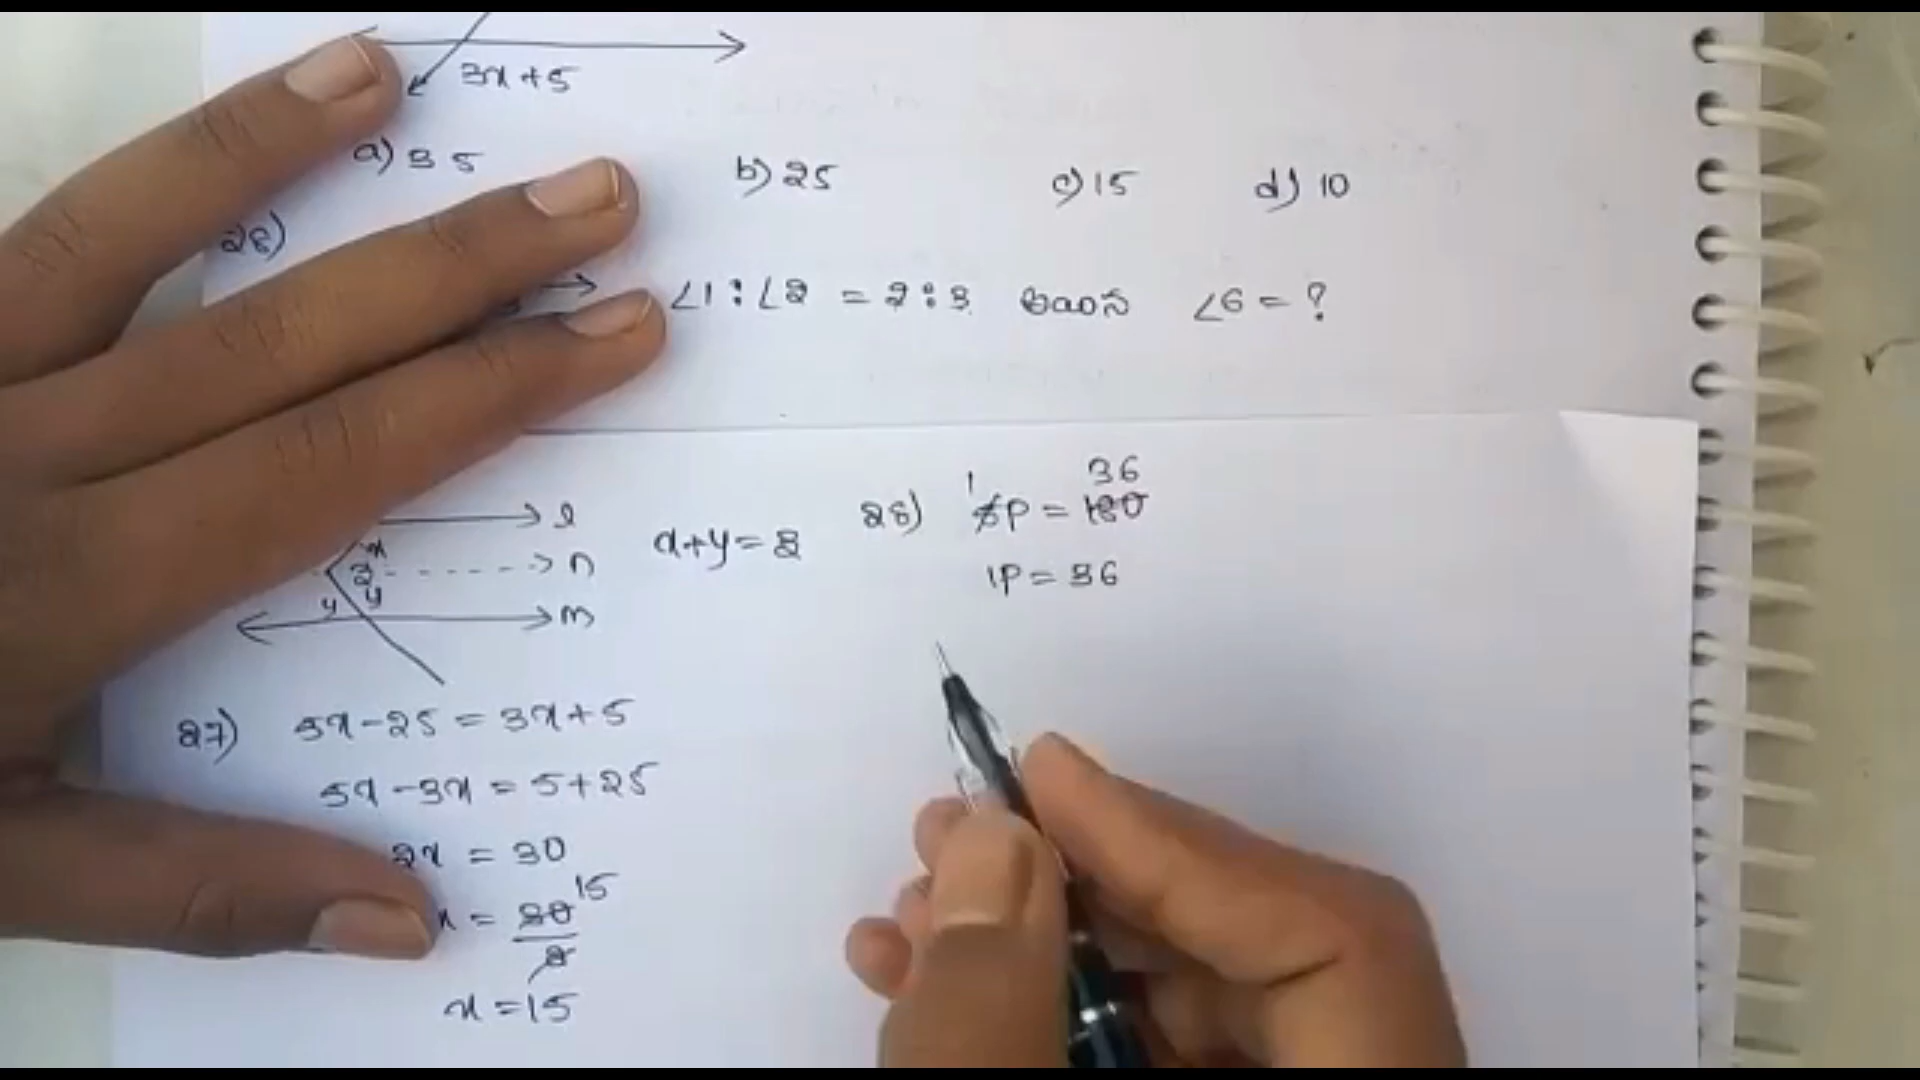 3x+5
a) 35 b) 25 c) 15 d) 10
28)
∠1 : ∠2 = 2 : 3 అయిన ∠6 = ?
l
x
z
n
y y
m
x+y=z
27) 5x-25 = 3x+5
5x-3x = 5+25
2x = 30
x = 30/2 15
x = 15
28) 5p = 180 1 36
1p = 36